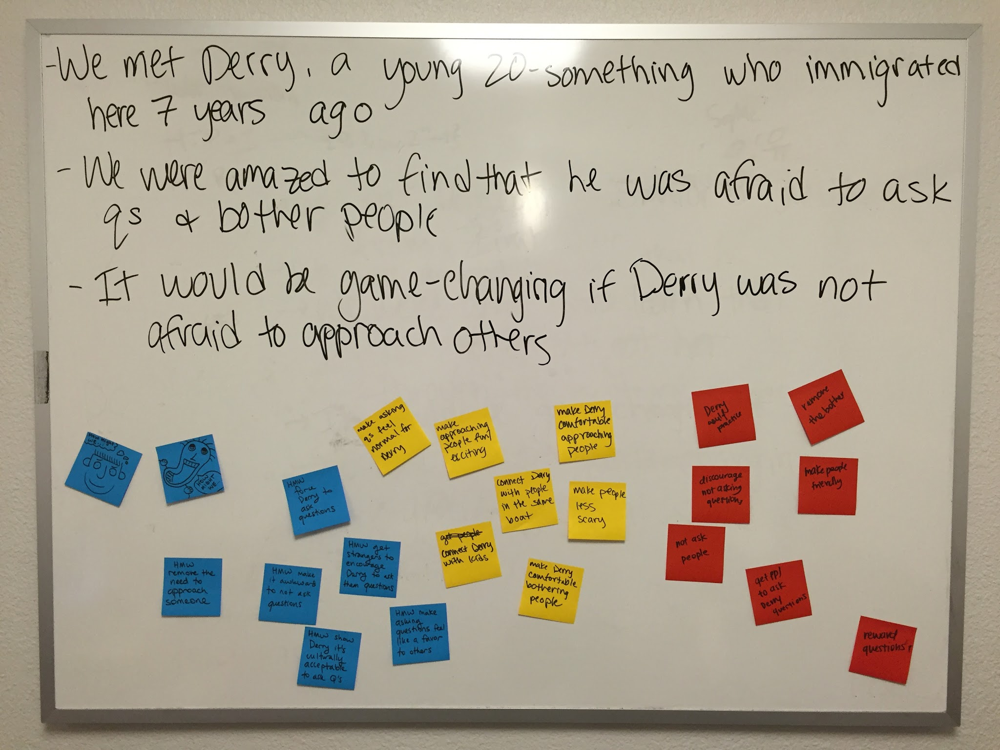 -We met Derry, a young 20-something who immigrated
here 7 years ago
- We were amazed to find that he was afraid to ask
qs & bother people
- It would be game-changing if Derry was not
afraid to approach others
How might
we...
HOW
MIGHT
WE...
HMW
force
Derry to
ask
questions
HMW
remove the
need to
approach
someone
HMW make
it awkward
to not ask
questions
HMW get
strangers to
encourage
Derry to ask
them questions
HMW show
Derry it's
culturally
acceptable
to ask Q's
HMW make
asking
questions feel
like a favor
to others
make asking
qs feel
normal for
Derry
make
approaching
people fun/
exciting
make Derry
comfortable
approaching
people
connect Derry
with people
in the same
boat
make people
less
scary
get people
connect Derry
with kids
make Derry
comfortable
bothering
people
Derry
practice
remove
the bother
discourage
not asking
questions
make people
friendly
not ask
people
get ppl
to ask
Derry
questions
reward
questions